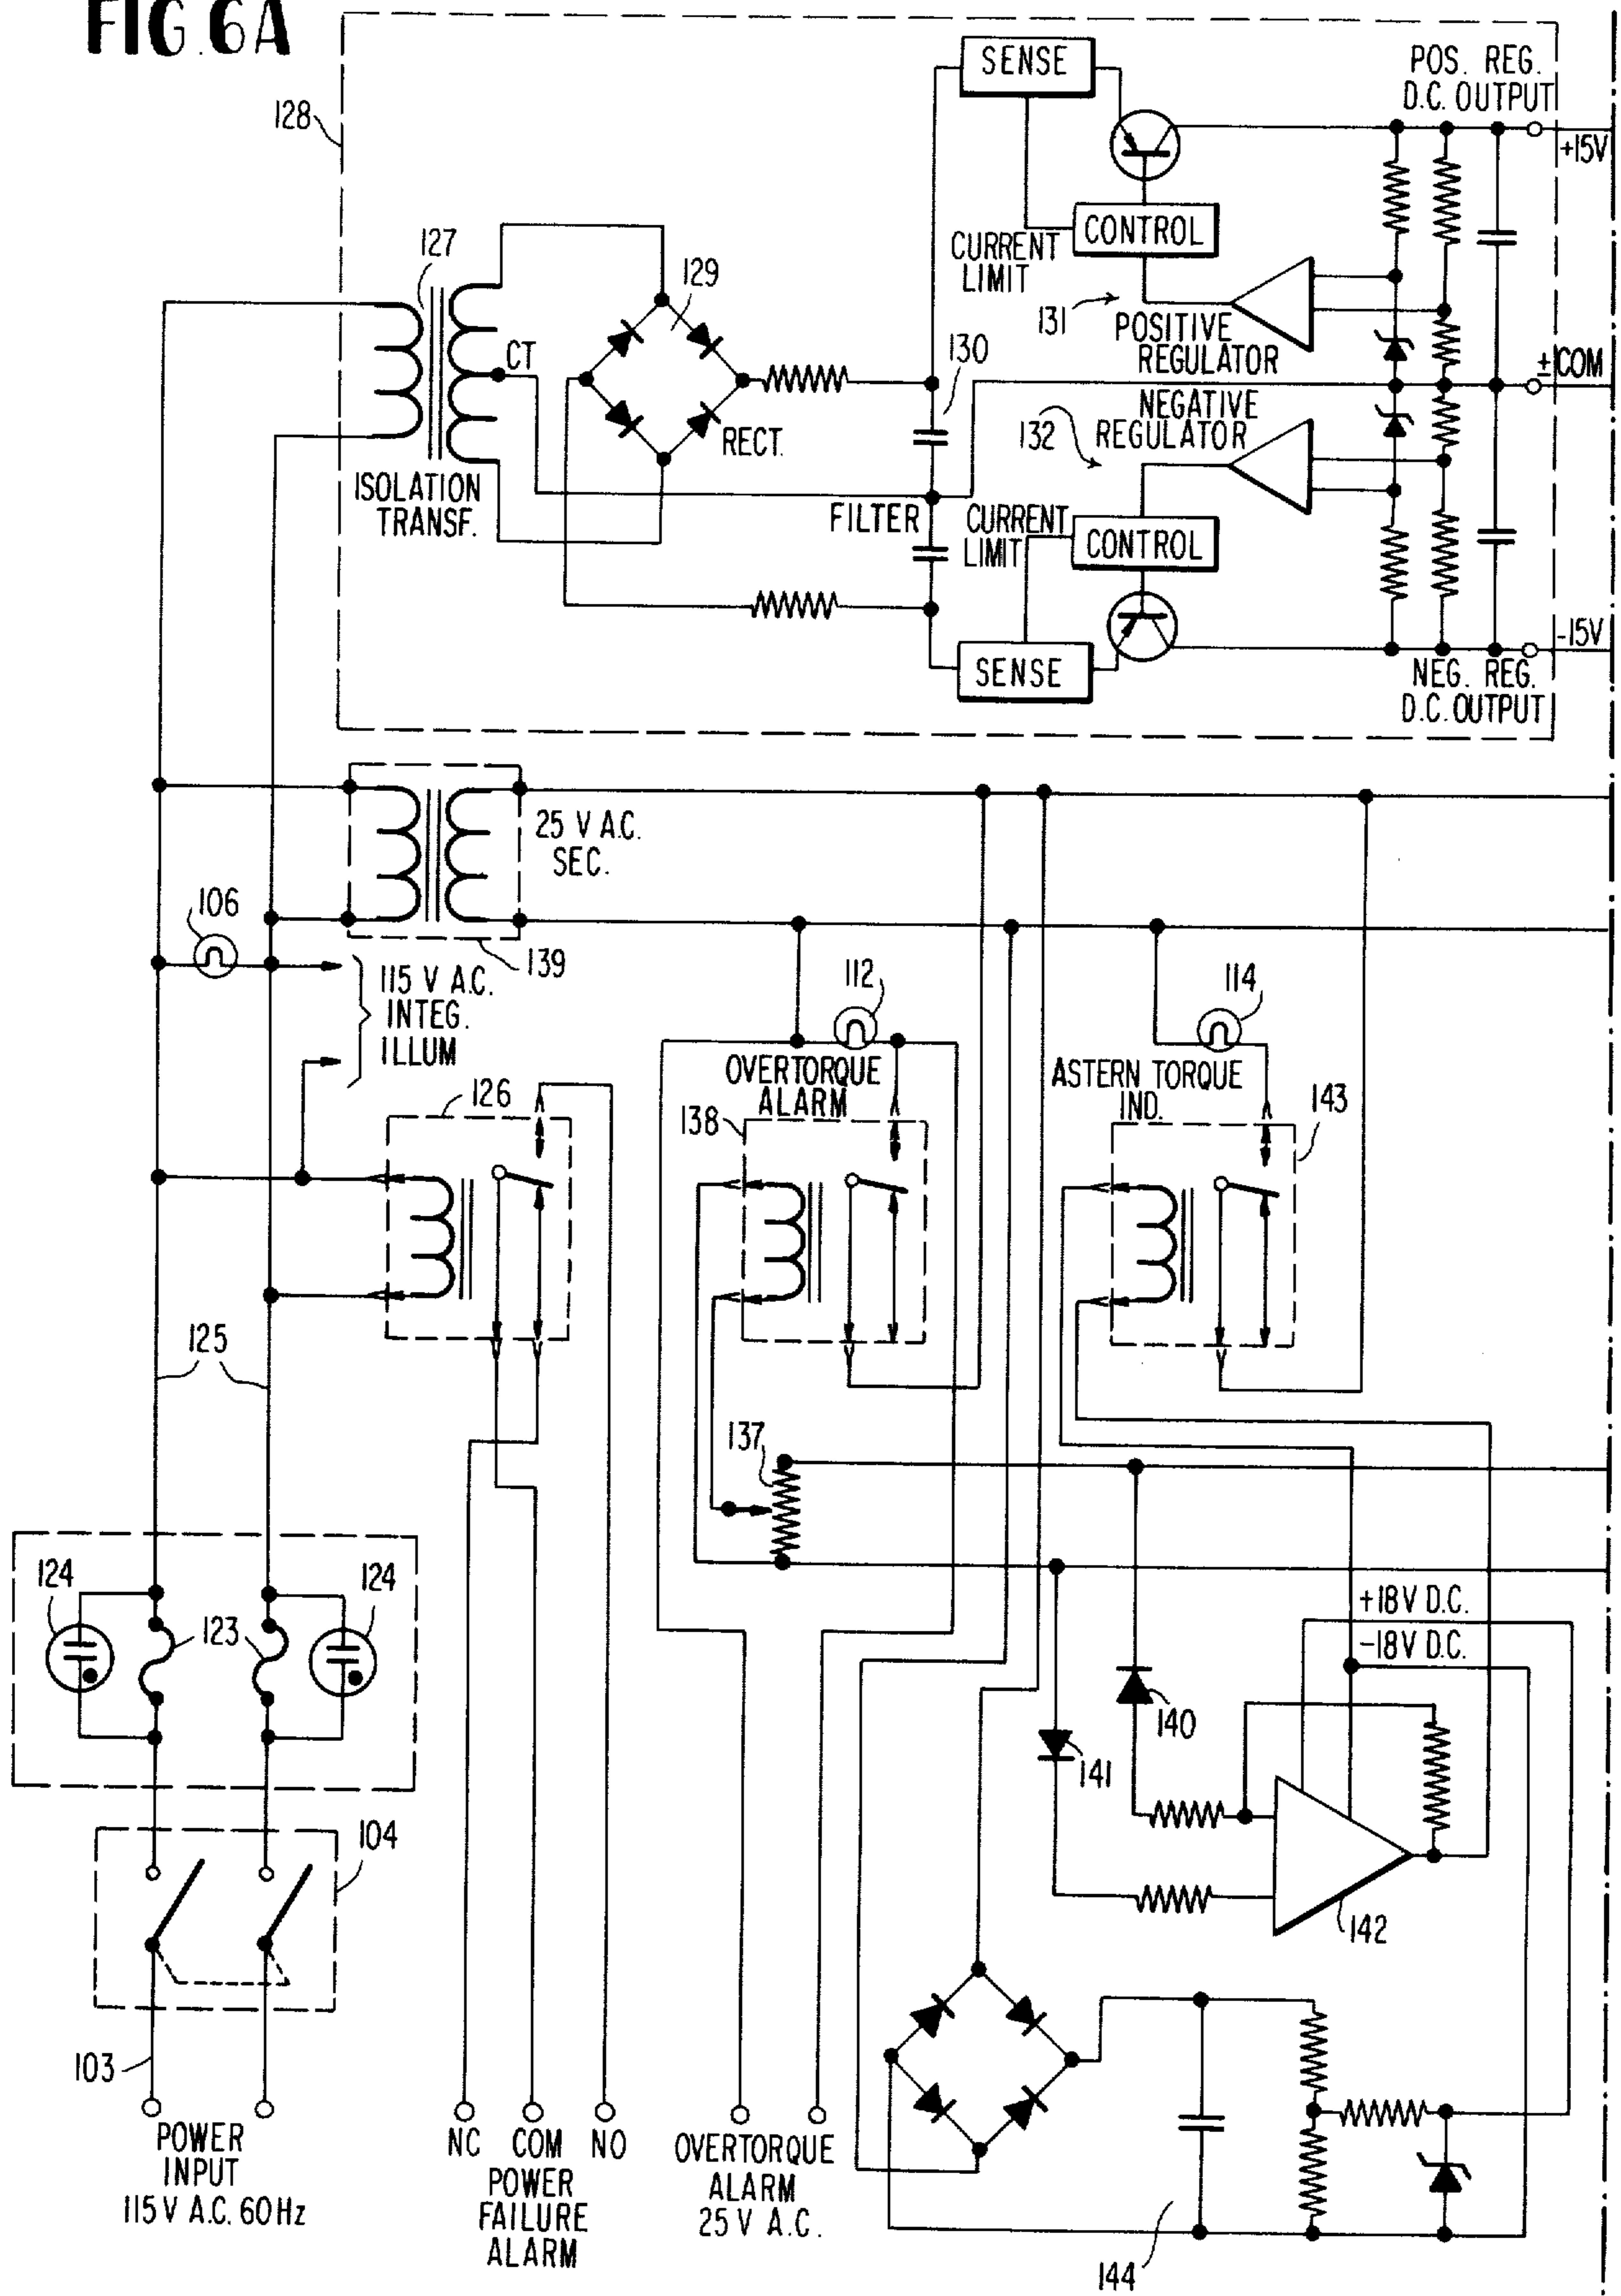 FIG. 6A
128
SENSE
POS. REG.
D.C. OUTPUT
+15V
127
129
CONTROL
CURRENT
LIMIT
131
POSITIVE
REGULATOR
CT
130
± COM
RECT.
132
NEGATIVE
REGULATOR
ISOLATION
TRANSF.
FILTER
CURRENT
LIMIT
CONTROL
-15V
SENSE
NEG. REG.
D.C. OUTPUT
25 V A.C.
SEC.
106
139
115 V A.C.
INTEG.
ILLUM
112
114
OVERTORQUE
ALARM
ASTERN TORQUE
IND.
126
138
143
125
137
124
123
124
+18V D.C.
-18V D.C.
140
141
104
142
103
POWER
INPUT
115 V A.C. 60 Hz
NC COM NO
POWER
FAILURE
ALARM
OVERTORQUE
ALARM
25 V A.C.
144